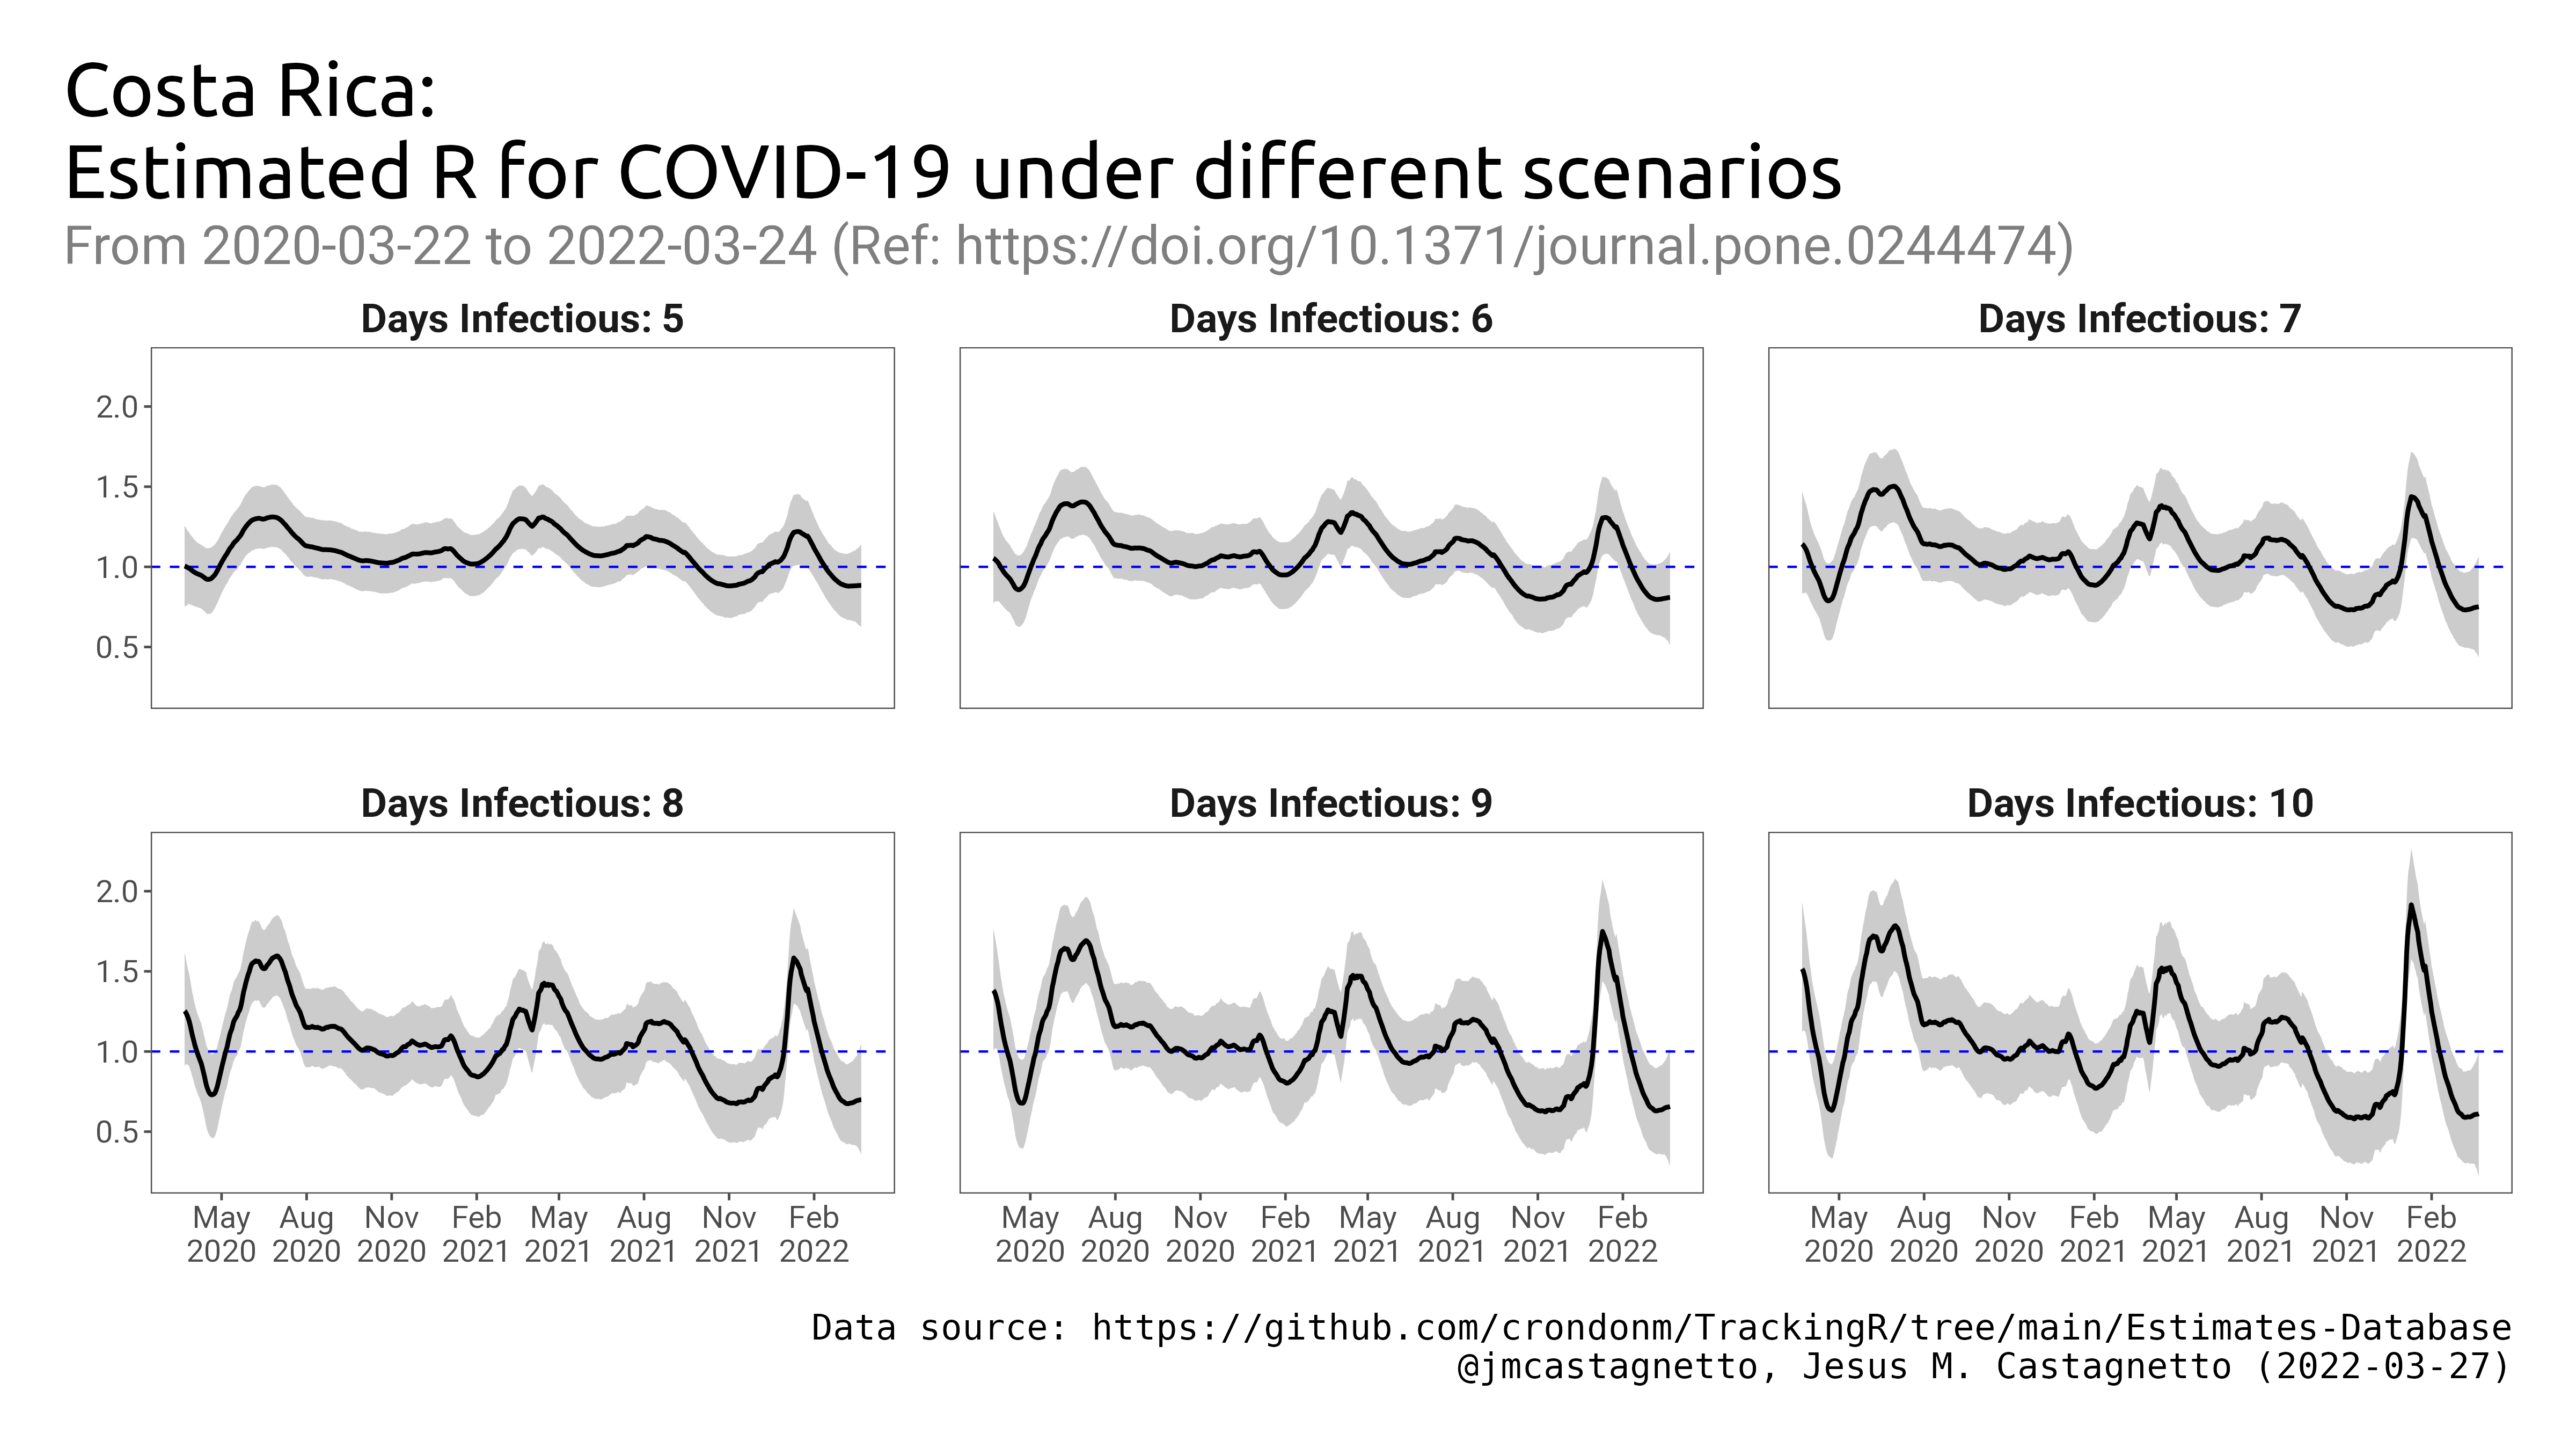 Costa Rica:
Estimated R for COVID-19 under different scenarios
From 2020-03-22 to 2022-03-24 (Ref: https://doi.org/10.1371/journal.pone.0244474)
Days Infectious: 5
Days Infectious: 6
Days Infectious: 7
2.0
1.5
1.0
0.5
Days Infectious: 8
Days Infectious: 9
Days Infectious: 10
2.0
1.5
1.0
0.5
May Aug Nov Feb May Aug Nov Feb
2020 2020 2020 2021 2021 2021 2021 2022
May Aug Nov Feb May Aug Nov Feb
2020 2020 2020 2021 2021 2021 2021 2022
May Aug Nov Feb May Aug Nov Feb
2020 2020 2020 2021 2021 2021 2021 2022
Data source: https://github.com/crondonm/TrackingR/tree/main/Estimates-Database
@jmcastagnetto, Jesus M. Castagnetto (2022-03-27)